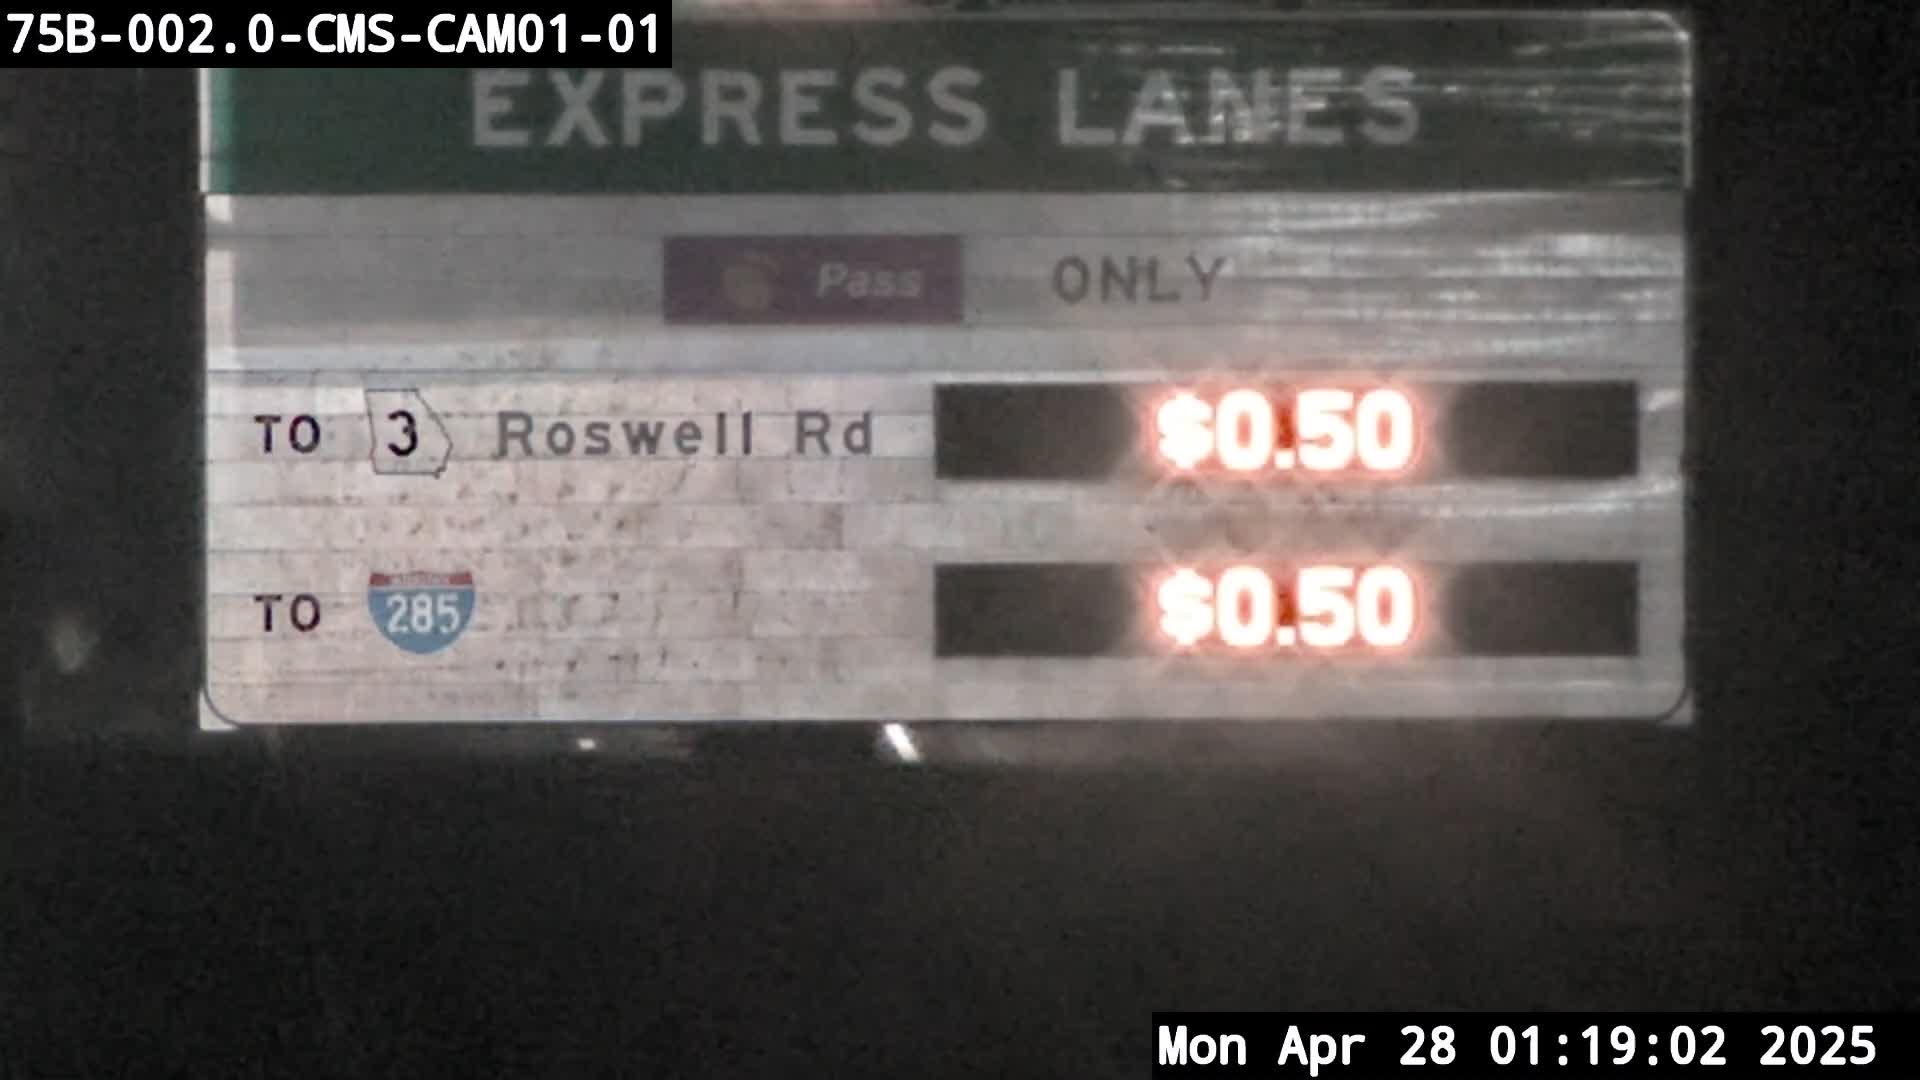 75B-002.0-CMS-CAM01-01
EXPRESS LANES
Pass ONLY
TO 3 Roswell Rd $0.50
TO 285 $0.50
Mon Apr 28 01:19:02 2025